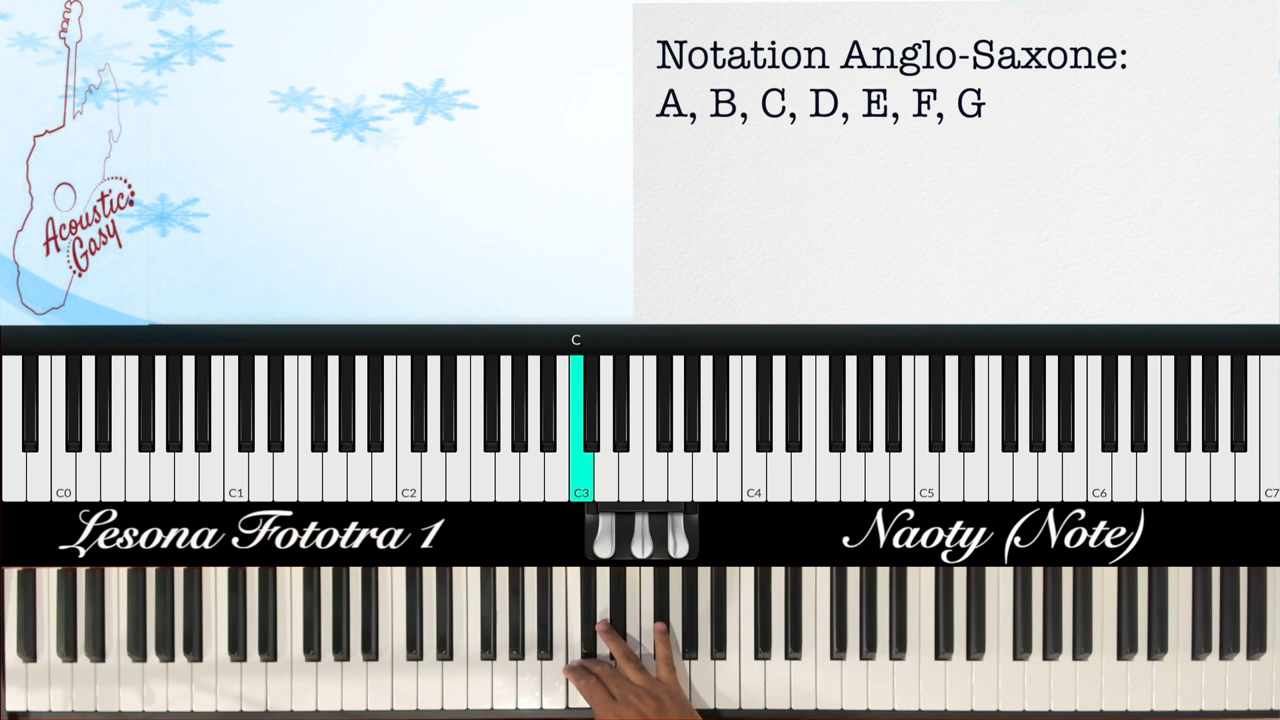 Notation Anglo-Saxone:
A, B, C, D, E, F, G
Acoustic
Gasy
C
C0 C1 C2 C3 C4 C5 C6 C7
Lesona Fototra 1
Naoty (Note)